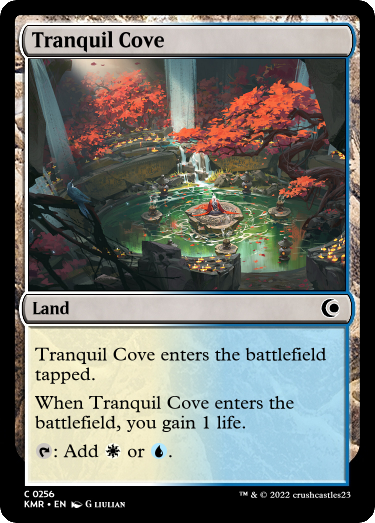 Tranquil Cove
Land
Tranquil Cove enters the battlefield
tapped.
When Tranquil Cove enters the
battlefield, you gain 1 life.
: Add or .
C 0256
KMR • EN G LIULIAN
™ & © 2022 crushcastles23